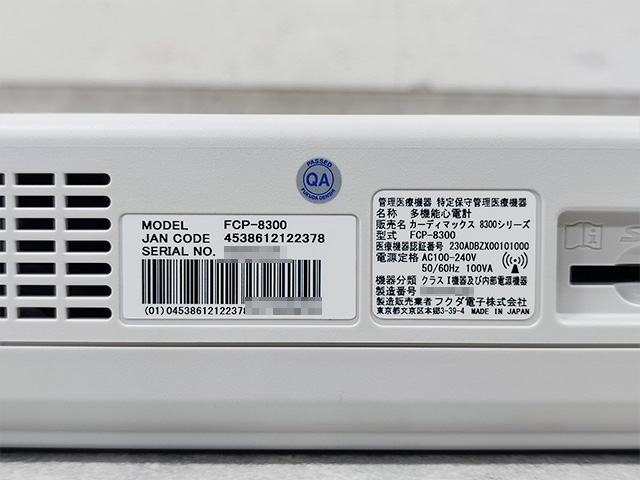 PASSED
QA
FUKUDA DENSHI
MODEL FCP-8300
JAN CODE 4538612122378
SERIAL NO.
(01)04538612122378
管理医療機器 特定保守管理医療機器
名称 多機能心電計
販売名 カーディマックス 8300シリーズ
型式 FCP-8300
医療機器認証番号 230ADBZX00101000
電源定格 AC100-240V
50/60Hz 100VA
機器分類 クラスⅠ機器及び内部電源機器
製造番号
製造販売業者 フクダ電子株式会社
東京都文京区本郷3-39-4 MADE IN JAPAN